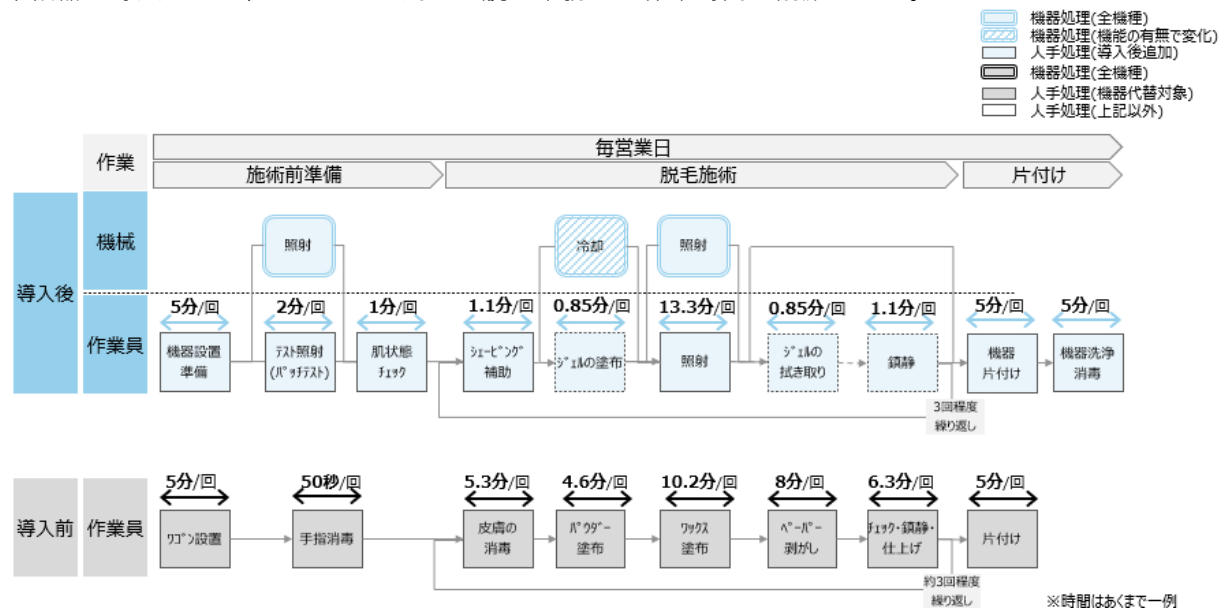 機器処理(全機種)
機器処理(機能の有無で変化)
人手処理(導入後追加)
機器処理(全機種)
人手処理(機器代替対象)
人手処理(上記以外)
作業
毎営業日
施術前準備
脱毛施術
片付け
導入後
機械
照射
冷却
照射
作業員
5分/回
2分/回
1分/回
1.1分/回
0.85分/回
13.3分/回
0.85分/回
1.1分/回
5分/回
5分/回
機器設置
準備
ﾃｽﾄ照射
(ﾊﾟｯﾁﾃｽﾄ)
肌状態
ﾁｪｯｸ
ｼｪｰﾋﾞﾝｸﾞ
補助
ｼﾞｪﾙの塗布
照射
ｼﾞｪﾙの
拭き取り
鎮静
機器
片付け
機器洗浄
消毒
3回程度
繰り返し
導入前
作業員
5分/回
50秒/回
5.3分/回
4.6分/回
10.2分/回
8分/回
6.3分/回
5分/回
ﾜｺﾞﾝ設置
手指消毒
皮膚の
消毒
ﾊﾟｳﾀﾞｰ
塗布
ﾜｯｸｽ
塗布
ﾍﾟｰﾊﾟｰ
剥がし
ﾁｪｯｸ・鎮静・
仕上げ
片付け
約3回程度
繰り返し
※時間はあくまで一例